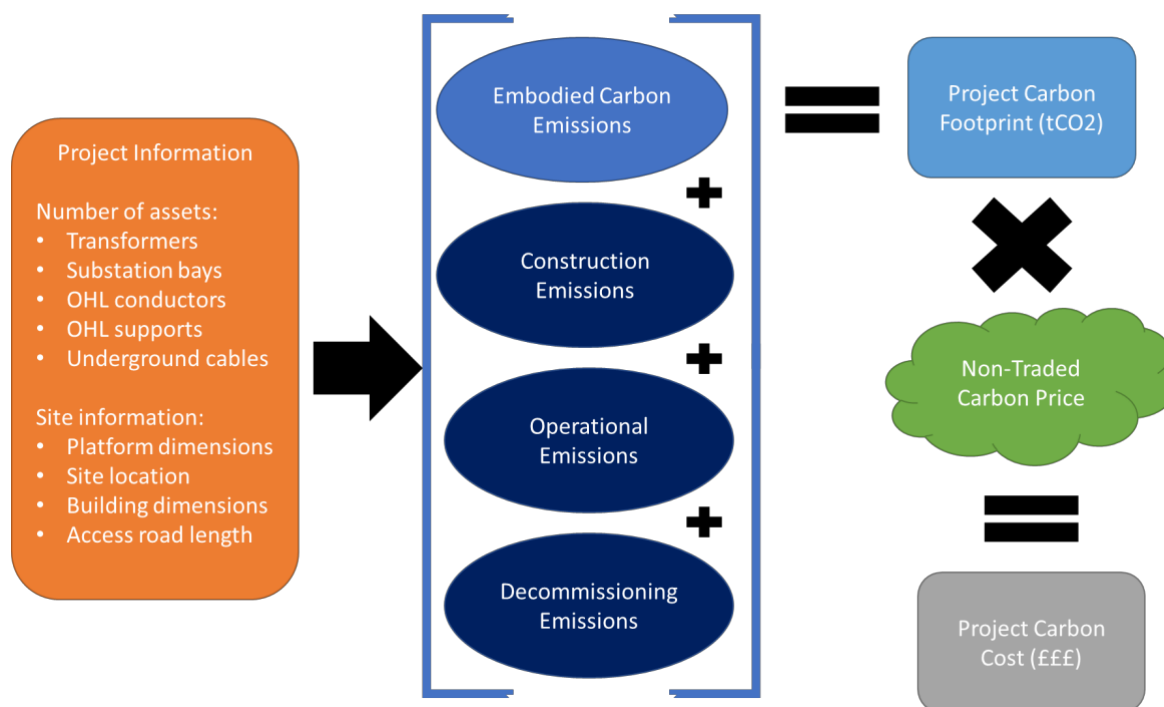 Project Information
Number of assets:
• Transformers
• Substation bays
• OHL conductors
• OHL supports
• Underground cables
Site information:
• Platform dimensions
• Site location
• Building dimensions
• Access road length
Embodied Carbon
Emissions
+
Construction
Emissions
+
Operational
Emissions
+
Decommissioning
Emissions
=
Project Carbon
Footprint (tCO2)
×
Non-Traded
Carbon Price
=
Project Carbon
Cost (£££)